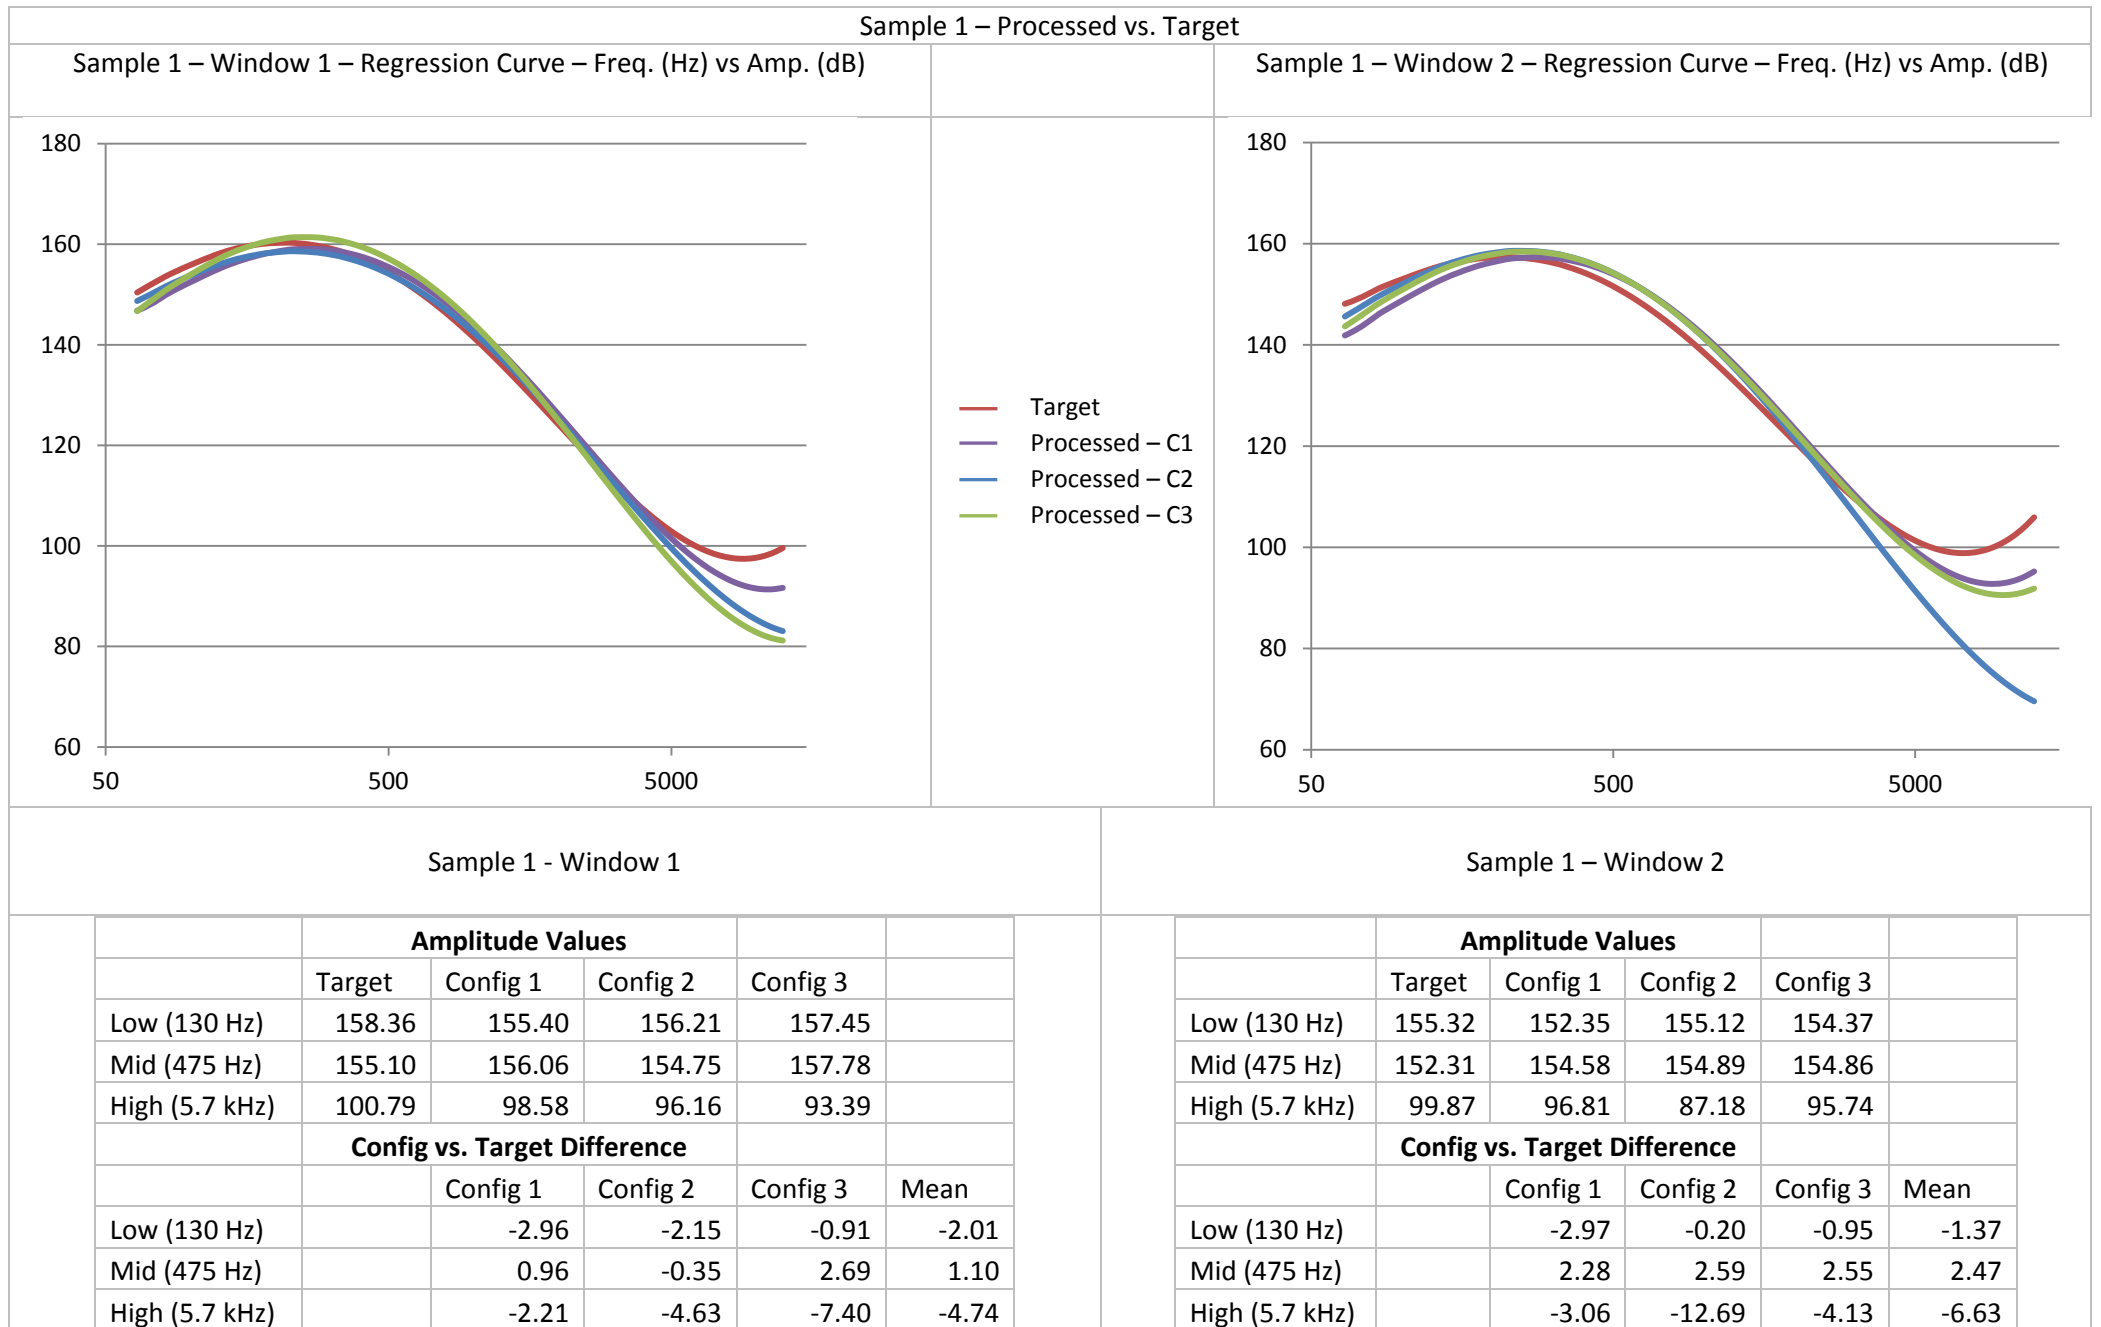 Sample 1 – Processed vs. Target
Sample 1 – Window 1 – Regression Curve – Freq. (Hz) vs Amp. (dB)
180
160
140
120
100
80
60
50 500 5000
Target
Processed – C1
Processed – C2
Processed – C3
Sample 1 – Window 2 – Regression Curve – Freq. (Hz) vs Amp. (dB)
180
160
140
120
100
80
60
50 500 5000
Sample 1 - Window 1
Amplitude Values
Target Config 1 Config 2 Config 3
Low (130 Hz) 158.36 155.40 156.21 157.45
Mid (475 Hz) 155.10 156.06 154.75 157.78
High (5.7 kHz) 100.79 98.58 96.16 93.39
Config vs. Target Difference
Config 1 Config 2 Config 3 Mean
Low (130 Hz) -2.96 -2.15 -0.91 -2.01
Mid (475 Hz) 0.96 -0.35 2.69 1.10
High (5.7 kHz) -2.21 -4.63 -7.40 -4.74
Sample 1 – Window 2
Amplitude Values
Target Config 1 Config 2 Config 3
Low (130 Hz) 155.32 152.35 155.12 154.37
Mid (475 Hz) 152.31 154.58 154.89 154.86
High (5.7 kHz) 99.87 96.81 87.18 95.74
Config vs. Target Difference
Config 1 Config 2 Config 3 Mean
Low (130 Hz) -2.97 -0.20 -0.95 -1.37
Mid (475 Hz) 2.28 2.59 2.55 2.47
High (5.7 kHz) -3.06 -12.69 -4.13 -6.63